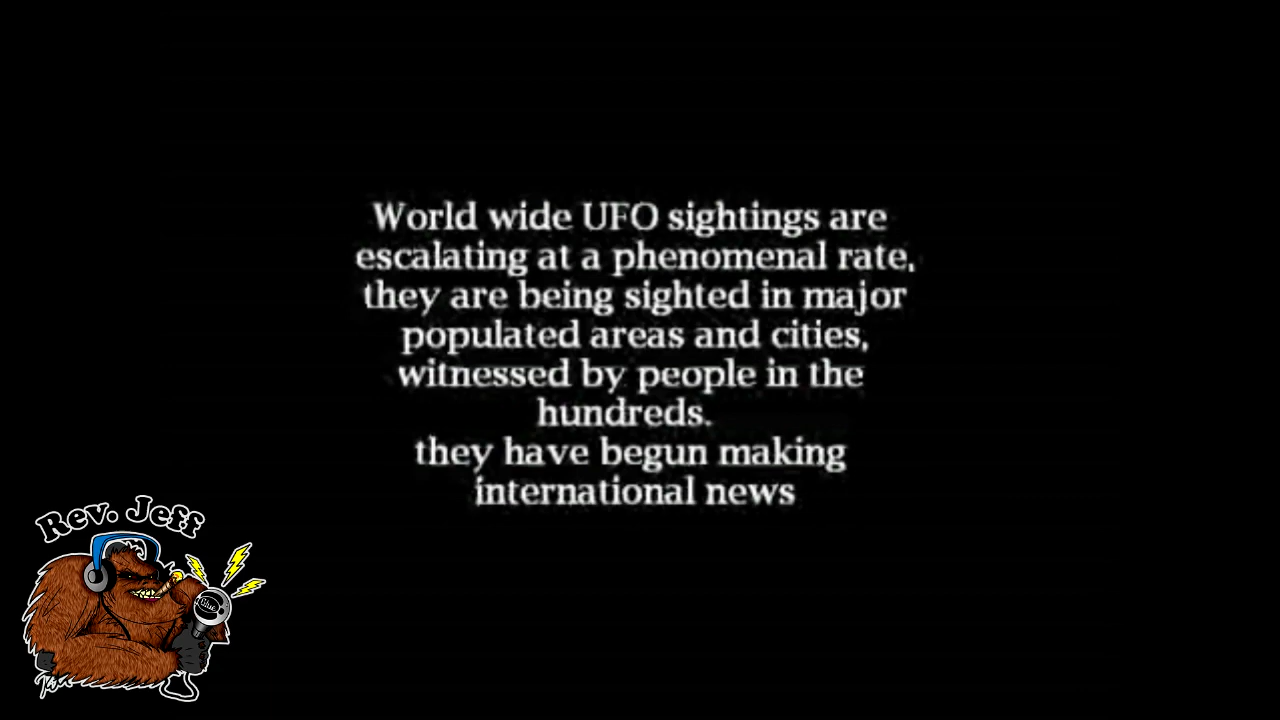 World wide UFO sightings are
escalating at a phenomenal rate,
they are being sighted in major
populated areas and cities,
witnessed by people in the
hundreds.
they have begun making
international news
Rev. Jeff
Blue